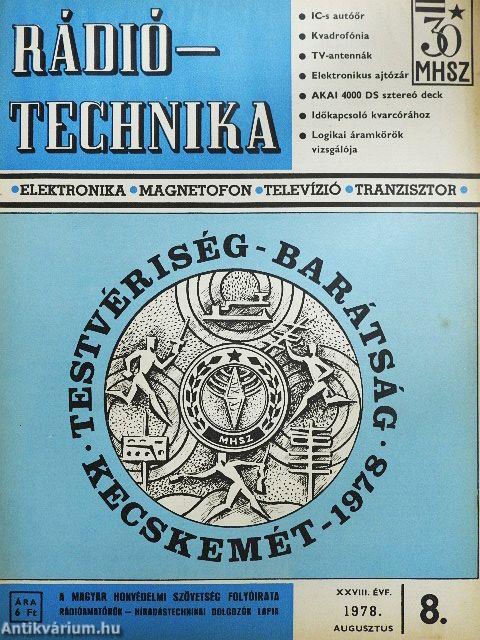 RÁDIÓ-
TECHNIKA
• IC-s autóőr
• Kvadrofónia
• TV-antennák
• Elektronikus ajtózár
• AKAI 4000 DS sztereó deck
• Időkapcsoló kvarcórához
• Logikai áramkörök
vizsgálója
30
MHSZ
• ELEKTRONIKA • MAGNETOFON • TELEVÍZIÓ • TRANZISZTOR •
TESTVÉRISÉG - BARÁTSÁG
· KECSKEMÉT - 1978 ·
MHSZ
ÁRA
6 Ft
A MAGYAR HONVÉDELMI SZÖVETSÉG FOLYÓIRATA
RÁDIÓAMATŐRÖK – HÍRADÁSTECHNIKAI DOLGOZÓK LAPJA
XXVIII. ÉVF.
1978.
AUGUSZTUS
8.
Antikvárium.hu